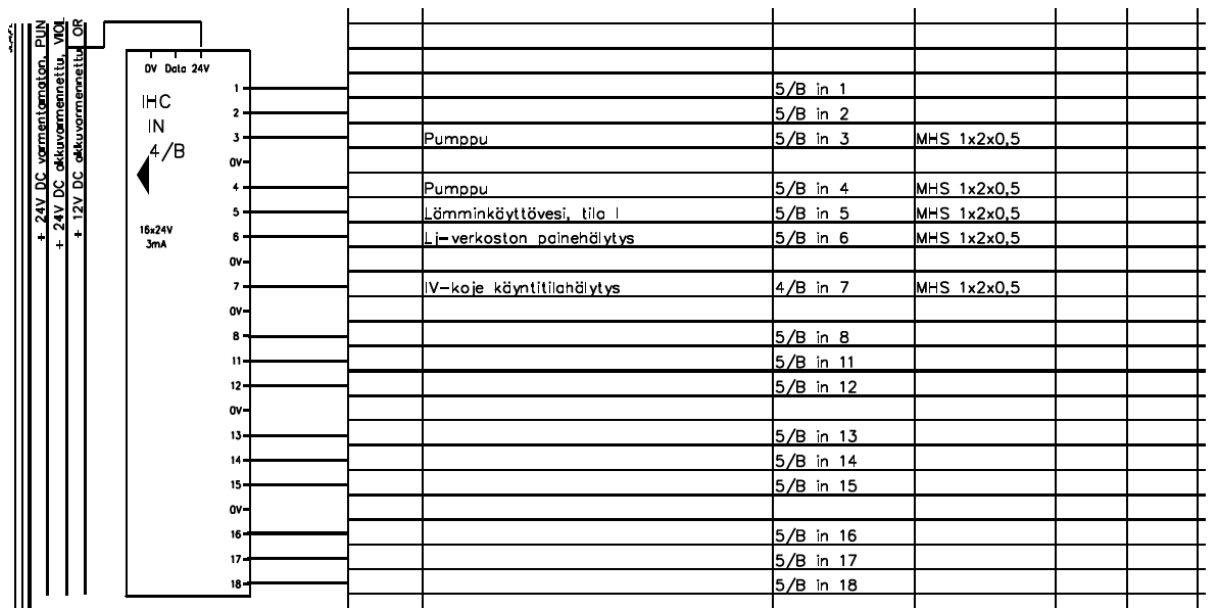 + 24V DC varmentamaton, PUN
+ 24V DC akkuvarmennettu, VIOL
+ 12V DC akkuvarmennettu, OR
0V Data 24V
IHC
IN
4/B
16x24V
3mA
1 5/B in 1
2 5/B in 2
3 Pumppu 5/B in 3 MHS 1x2x0,5
0V
4 Pumppu 5/B in 4 MHS 1x2x0,5
5 Lämminkäyttövesi, tila I 5/B in 5 MHS 1x2x0,5
6 Lj-verkoston painehälytys 5/B in 6 MHS 1x2x0,5
0V
7 IV-koje käyntitilahälytys 4/B in 7 MHS 1x2x0,5
0V
8 5/B in 8
11 5/B in 11
12 5/B in 12
0V
13 5/B in 13
14 5/B in 14
15 5/B in 15
0V
16 5/B in 16
17 5/B in 17
18 5/B in 18